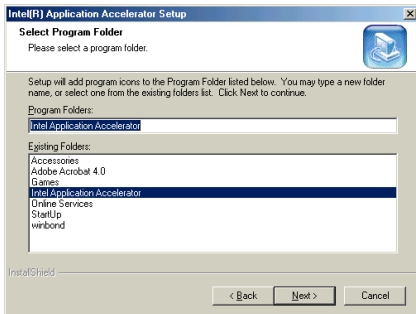 Intel(R) Application Accelerator Setup
Select Program Folder
Please select a program folder.
Setup will add program icons to the Program Folder listed below. You may type a new folder
name, or select one from the existing folders list. Click Next to continue.
Program Folders:
Intel Application Accelerator
Existing Folders:
Accessories
Adobe Acrobat 4.0
Games
Intel Application Accelerator
Online Services
StartUp
winbond
InstallShield
< Back Next > Cancel